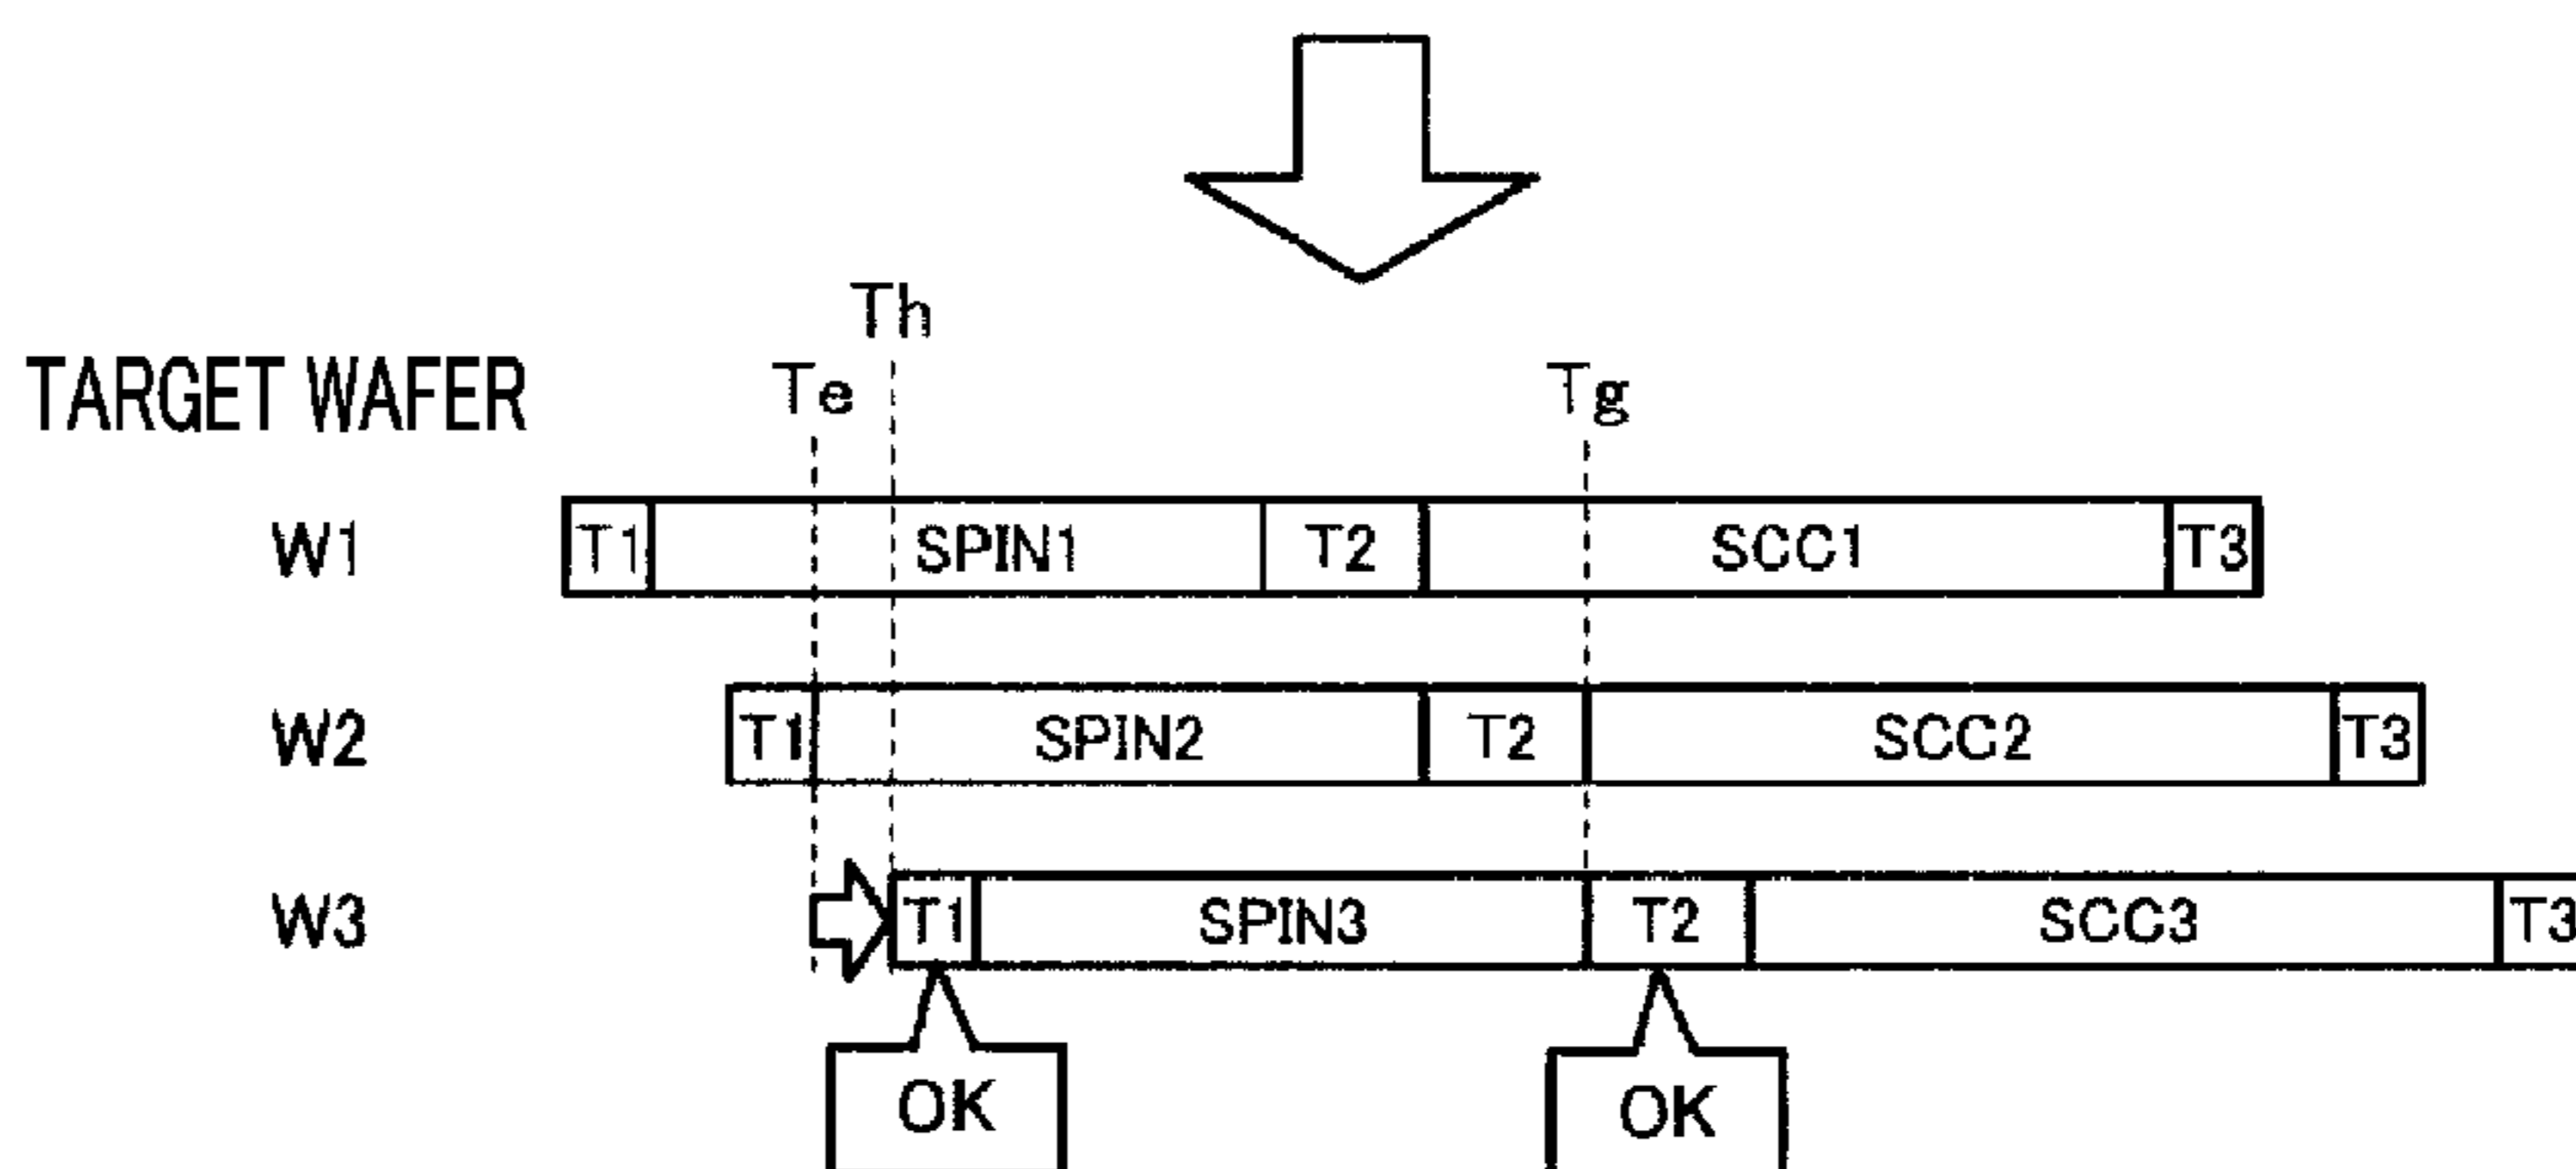 Th
TARGET WAFER Te Tg
W1 T1 SPIN1 T2 SCC1 T3
W2 T1 SPIN2 T2 SCC2 T3
W3 T1 SPIN3 T2 SCC3 T3
OK OK